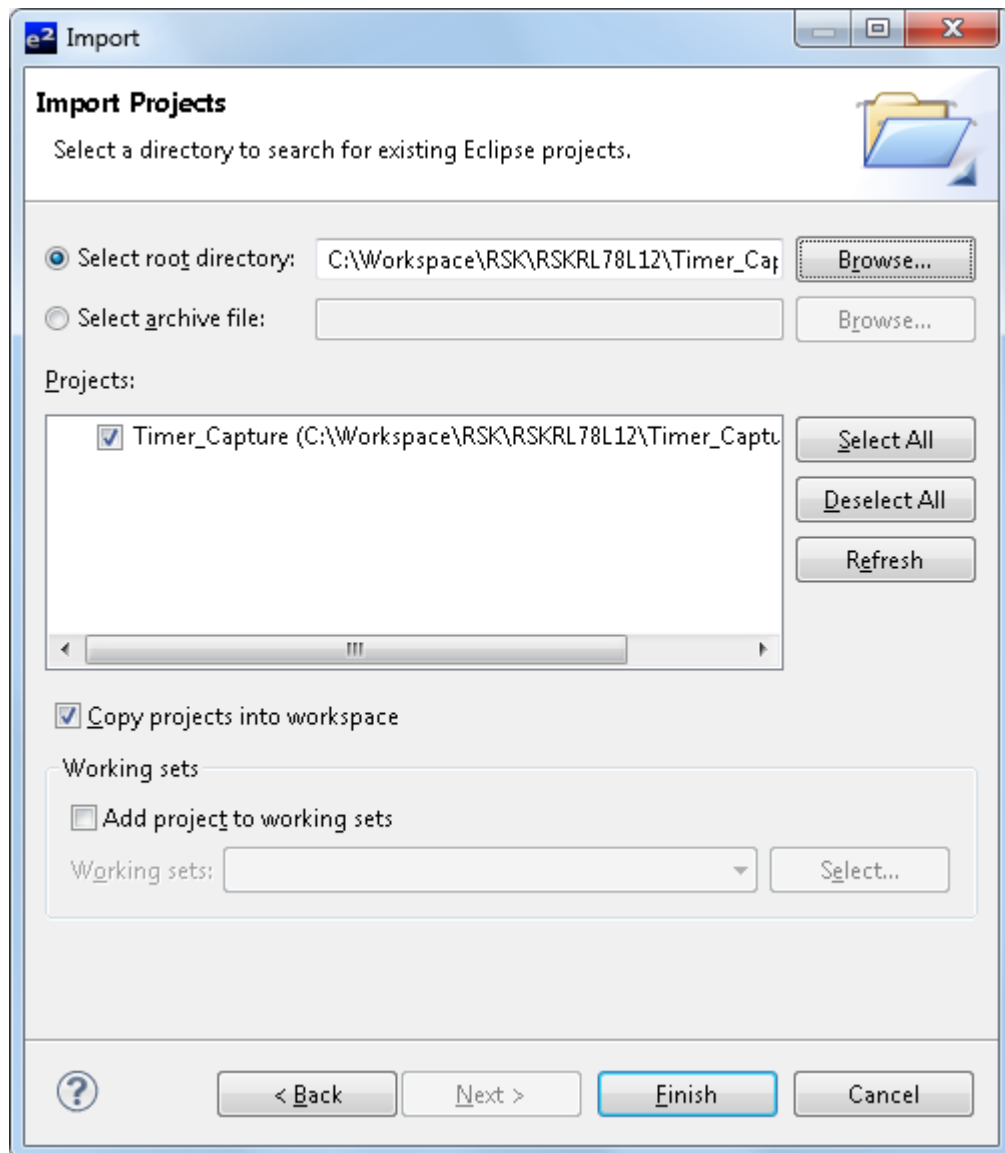 e² Import
Import Projects
Select a directory to search for existing Eclipse projects.
Select root directory: C:\Workspace\RSK\RSKRL78L12\Timer_Cap Browse...
Select archive file: Browse...
Projects:
Timer_Capture (C:\Workspace\RSK\RSKRL78L12\Timer_Captu Select All
Deselect All
Refresh
Copy projects into workspace
Working sets
Add project to working sets
Working sets: Select...
? < Back Next > Finish Cancel